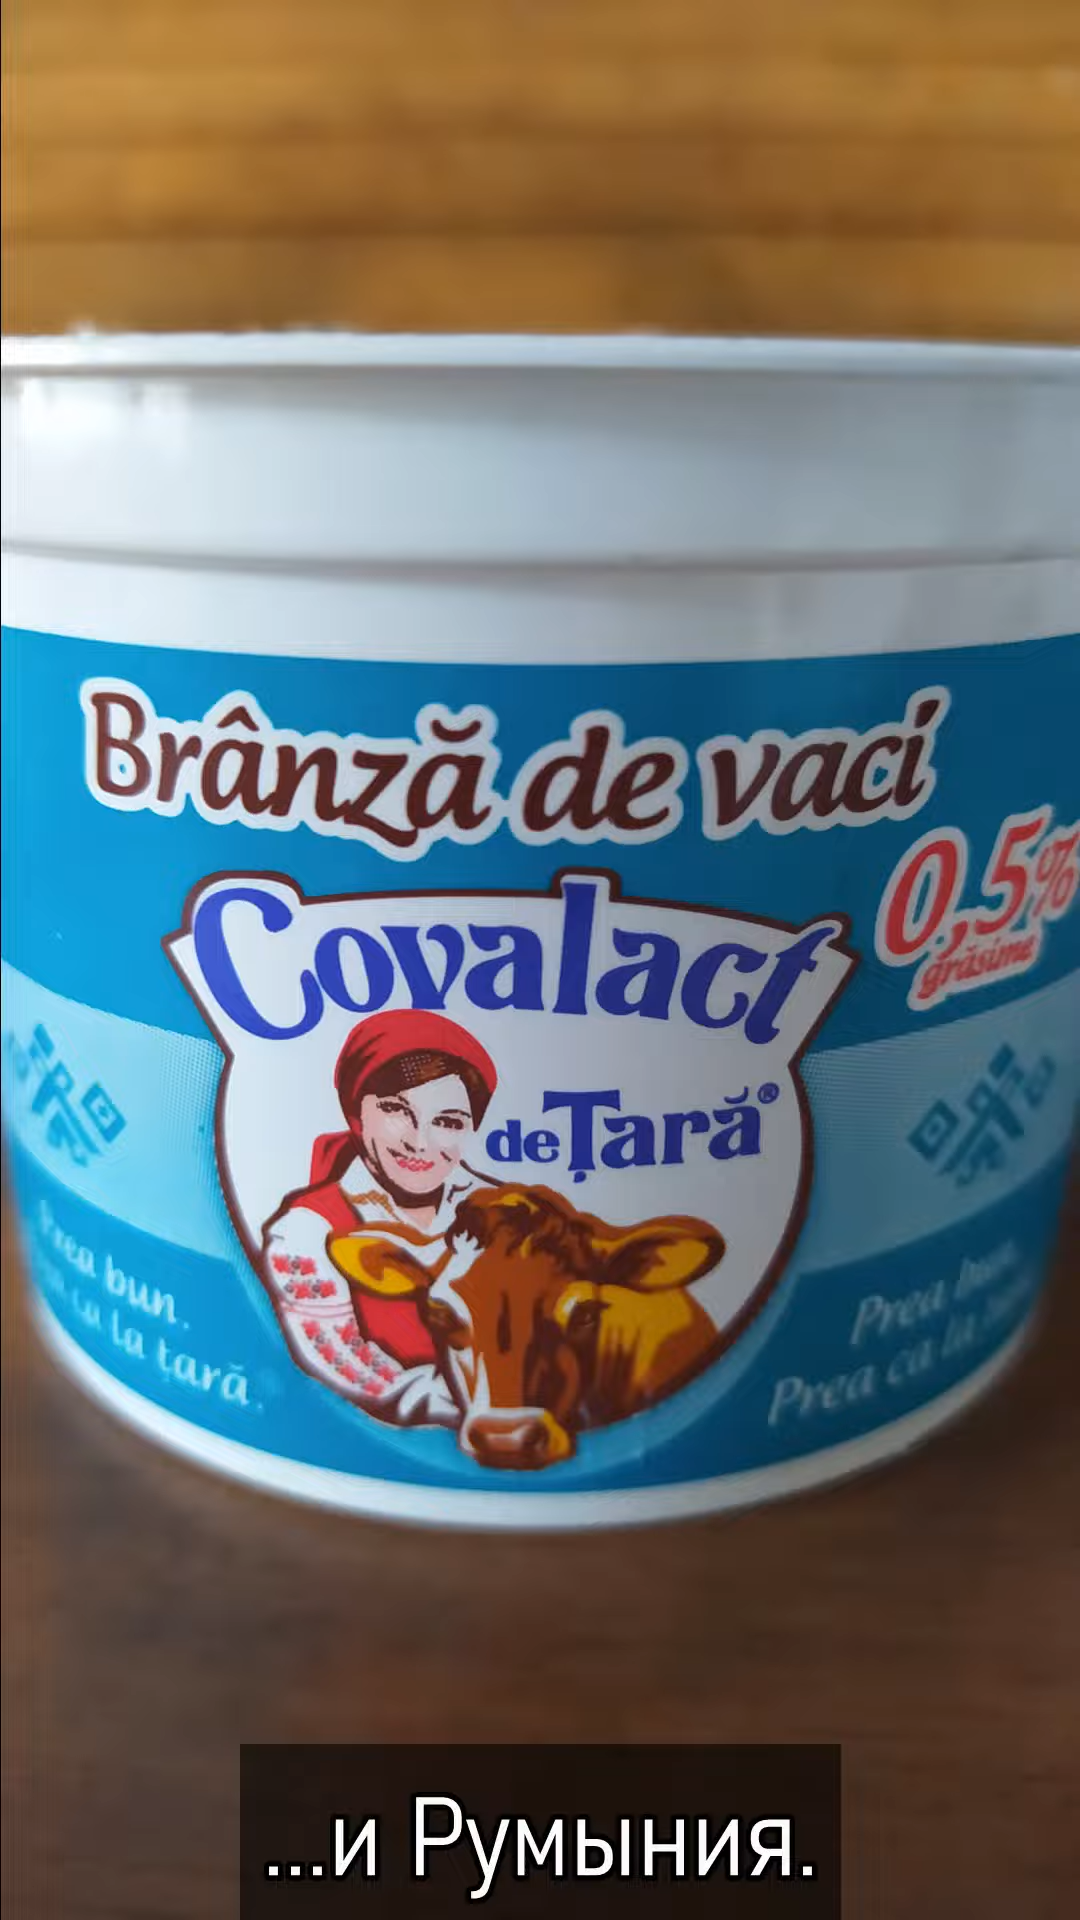 Brânză de vaci
0,5%
grăsime
Covalact
de Țară®
Prea bun.
ca la țară.
Prea bun.
Prea ca la
...и Румыния.